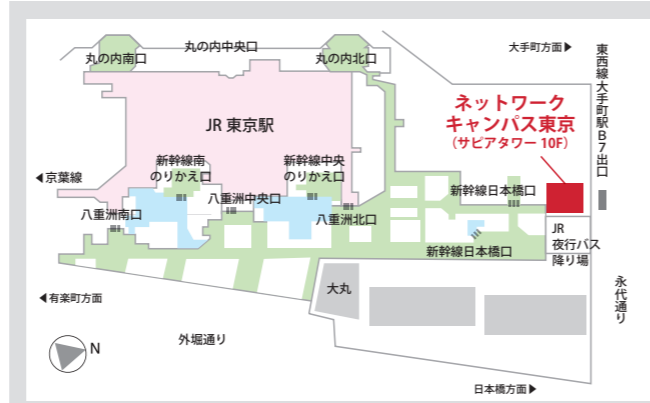 丸の内中央口
丸の内南口
丸の内北口
大手町方面▶
東西線大手町駅B7出口
ネットワーク
キャンパス東京
（サピアタワー 10F）
JR 東京駅
新幹線南
のりかえ口
新幹線中央
のりかえ口
◀京葉線
八重洲南口
八重洲中央口
八重洲北口
新幹線日本橋口
新幹線日本橋口
JR
夜行バス
降り場
永代通り
大丸
◀有楽町方面
外堀通り
N
日本橋方面▶